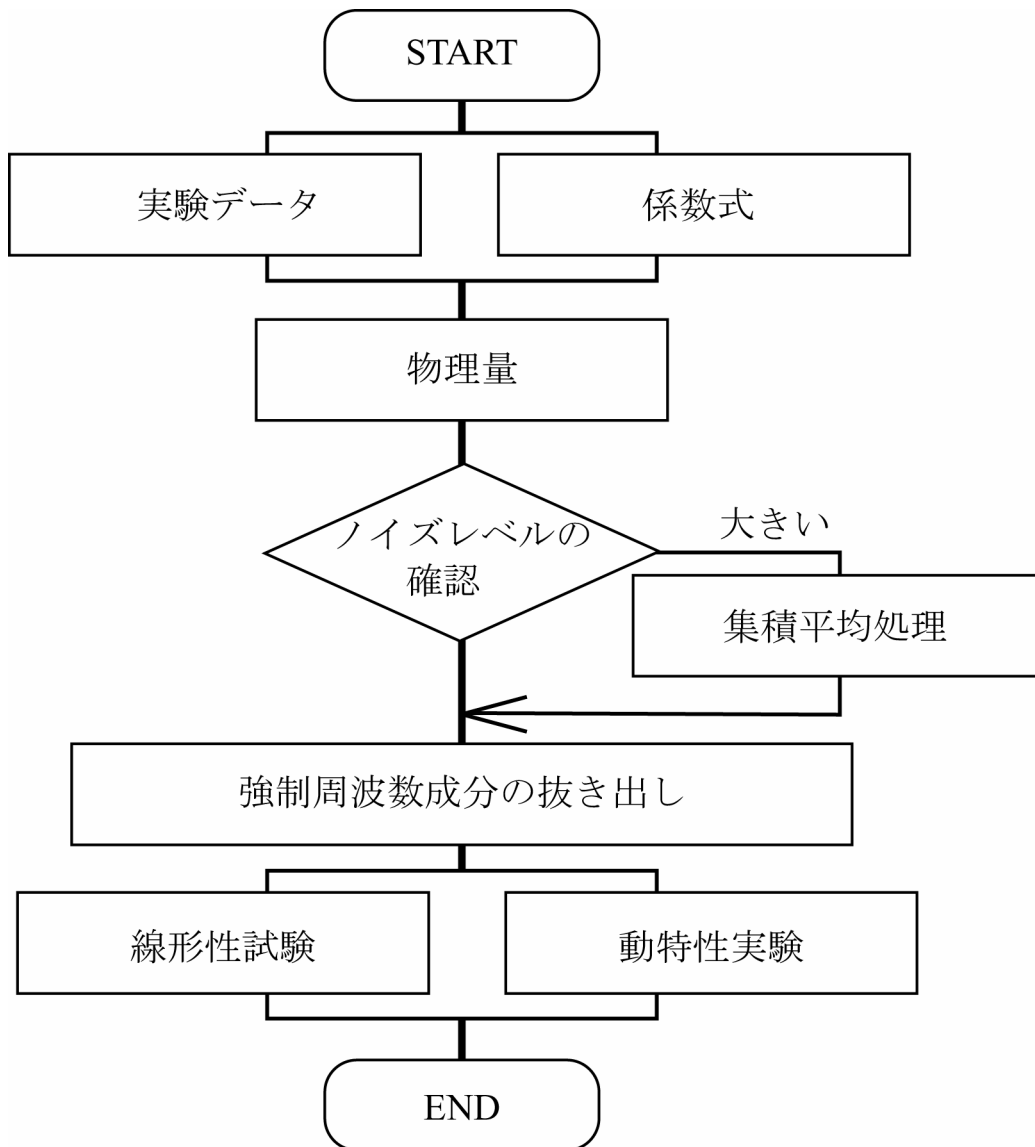 START
実験データ
係数式
物理量
ノイズレベルの
確認
大きい
集積平均処理
強制周波数成分の抜き出し
線形性試験
動特性実験
END